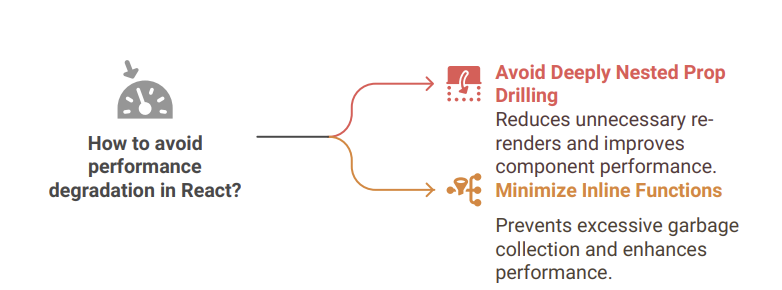 How to avoid
performance
degradation in React?
Avoid Deeply Nested Prop
Drilling
Reduces unnecessary re-
renders and improves
component performance.
Minimize Inline Functions
Prevents excessive garbage
collection and enhances
performance.